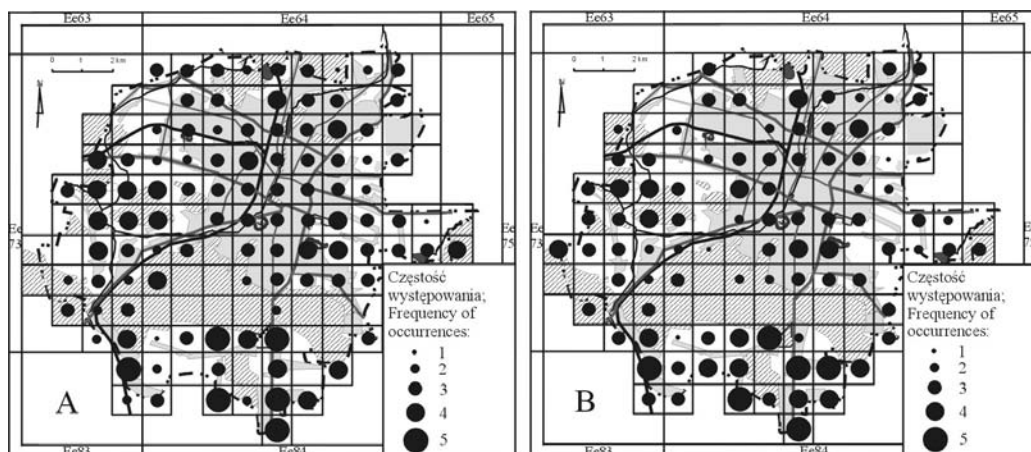 Ee63 Ee64 Ee65
0 1 2 km
N
Ee
73
75
Częstość
występowania;
Frequency of
occurrences:
1
2
3
4
5
A
Ee83 Ee84
Ee63 Ee64 Ee65
0 1 2 km
N
Ee
73
Ee
75
Częstość
występowania;
Frequency of
occurrences:
1
2
3
4
5
B
Ee83 Ee84